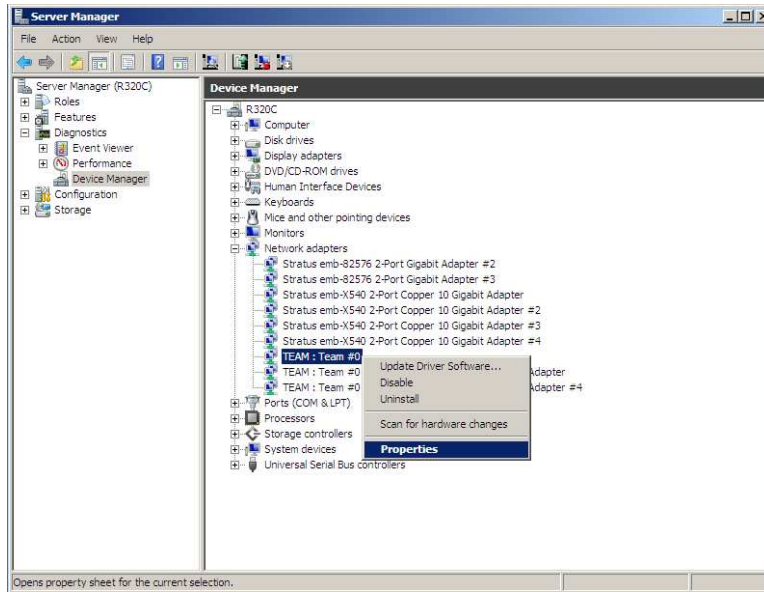 Server Manager
File Action View Help
Server Manager (R320C)
Roles
Features
Diagnostics
Event Viewer
Performance
Device Manager
Configuration
Storage
Device Manager
R320C
Computer
Disk drives
Display adapters
DVD/CD-ROM drives
Human Interface Devices
Keyboards
Mice and other pointing devices
Monitors
Network adapters
Stratus emb-82576 2-Port Gigabit Adapter #2
Stratus emb-82576 2-Port Gigabit Adapter #3
Stratus emb-X540 2-Port Copper 10 Gigabit Adapter
Stratus emb-X540 2-Port Copper 10 Gigabit Adapter #2
Stratus emb-X540 2-Port Copper 10 Gigabit Adapter #3
Stratus emb-X540 2-Port Copper 10 Gigabit Adapter #4
TEAM : Team #0
TEAM : Team #0 Adapter
TEAM : Team #0 Adapter #4
Ports (COM & LPT)
Processors
Storage controllers
System devices
Universal Serial Bus controllers
Update Driver Software...
Disable
Uninstall
Scan for hardware changes
Properties
Opens property sheet for the current selection.